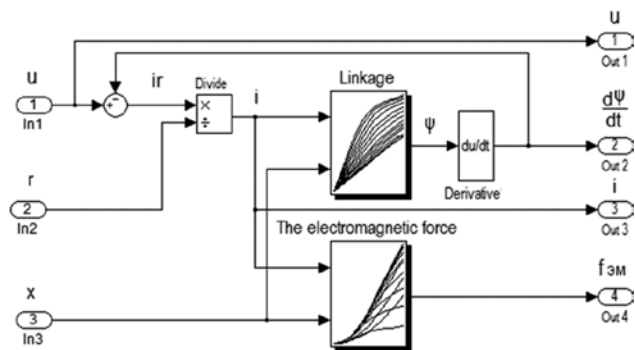 u
1
Out 1
u
1
In1
+
−
ir
Divide
×
÷
i
Linkage
ψ
du/dt
Derivative
dψ
dt
2
Out 2
r
2
In2
i
3
Out 3
The electromagnetic force
x
3
In3
fэм
4
Out 4